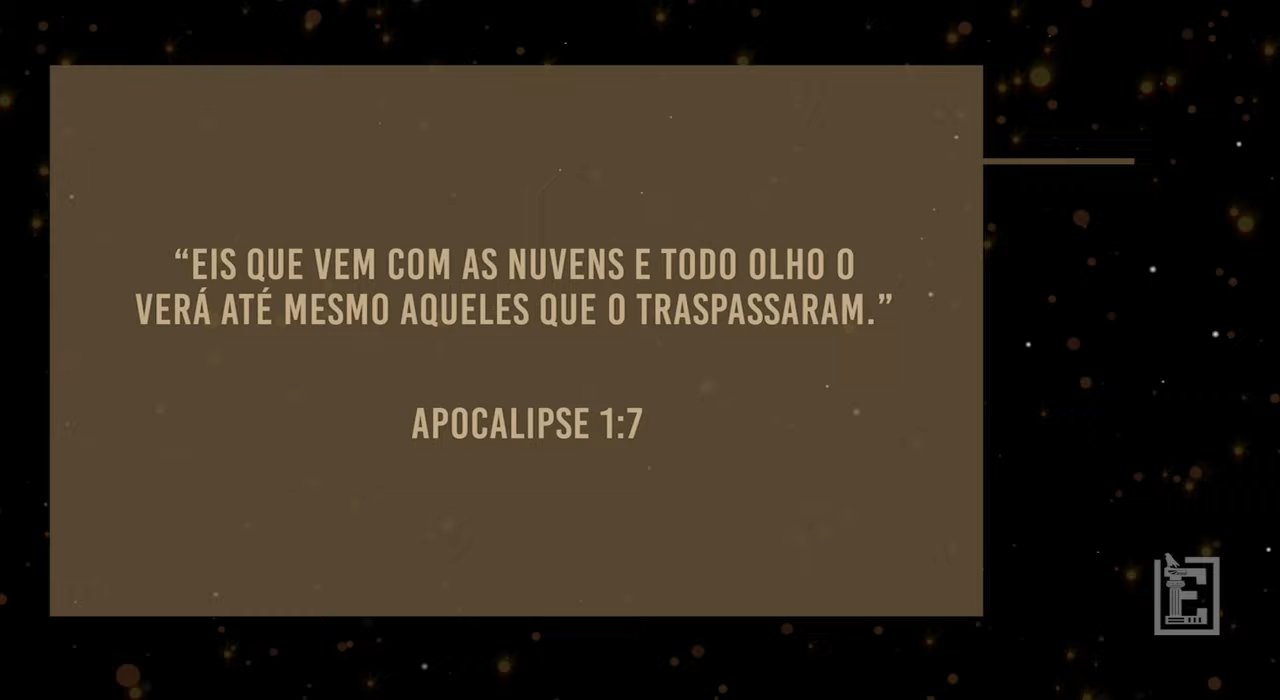 “EIS QUE VEM COM AS NUVENS E TODO OLHO O
VERÁ ATÉ MESMO AQUELES QUE O TRASPASSARAM.”
APOCALIPSE 1:7
E